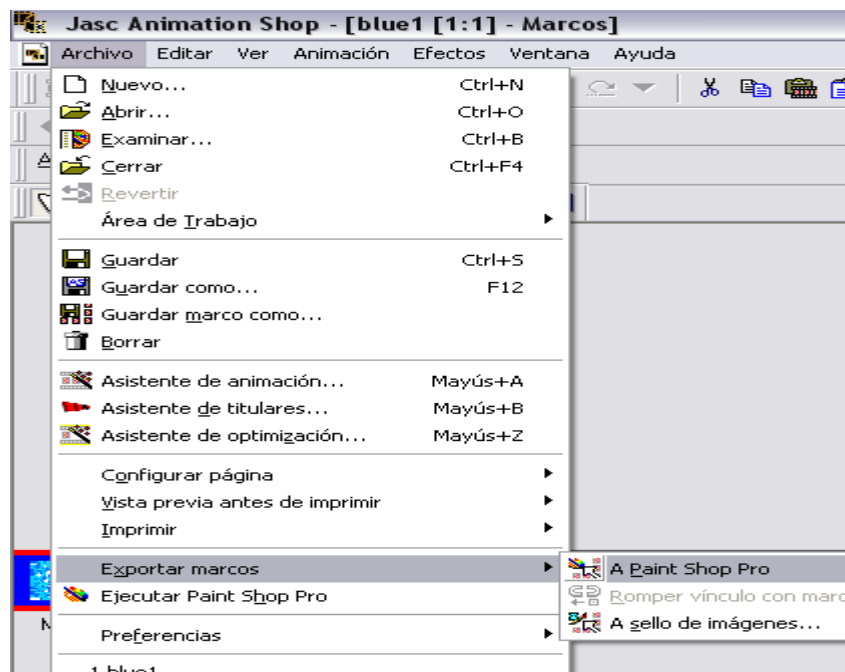 Jasc Animation Shop - [blue1 [1:1] - Marcos]
Archivo Editar Ver Animación Efectos Ventana Ayuda
Nuevo... Ctrl+N
Abrir... Ctrl+O
Examinar... Ctrl+B
Cerrar Ctrl+F4
Revertir
Área de Trabajo
Guardar Ctrl+S
Guardar como... F12
Guardar marco como...
Borrar
Asistente de animación... Mayús+A
Asistente de titulares... Mayús+B
Asistente de optimización... Mayús+Z
Configurar página
Vista previa antes de imprimir
Imprimir
Exportar marcos
A Paint Shop Pro
Ejecutar Paint Shop Pro
Romper vínculo con marc
A sello de imágenes...
Preferencias
1 blue1